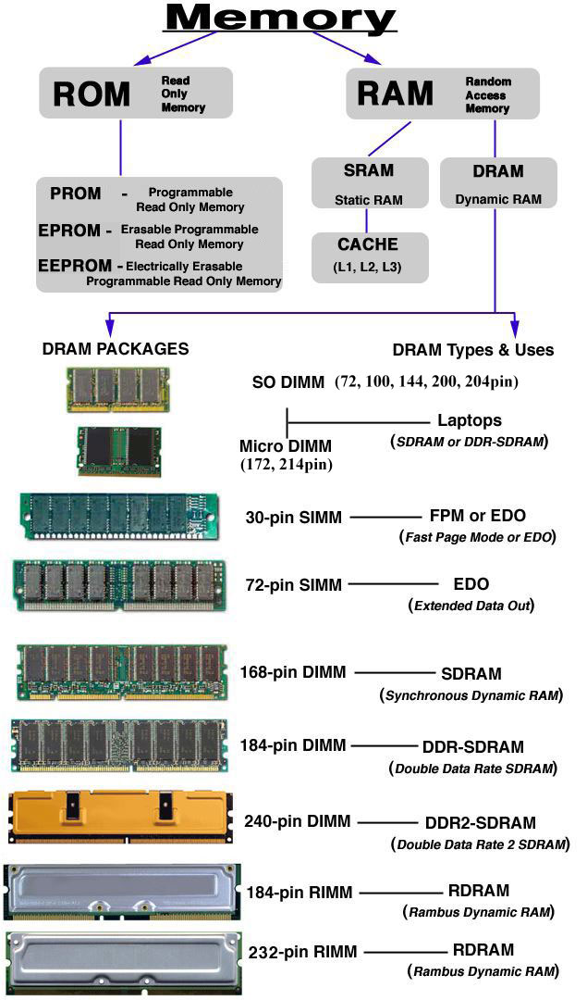 Memory
ROM
Read
Only
Memory
RAM
Random
Access
Memory
PROM - Programmable
Read Only Memory
EPROM - Erasable Programmable
Read Only Memory
EEPROM - Electrically Erasable
Programmable Read Only Memory
SRAM
Static RAM
DRAM
Dynamic RAM
CACHE
(L1, L2, L3)
DRAM PACKAGES
DRAM Types & Uses
SO DIMM (72, 100, 144, 200, 204pin)
Laptops
(SDRAM or DDR-SDRAM)
Micro DIMM
(172, 214pin)
30-pin SIMM
FPM or EDO
(Fast Page Mode or EDO)
72-pin SIMM
EDO
(Extended Data Out)
168-pin DIMM
SDRAM
(Synchronous Dynamic RAM)
184-pin DIMM
DDR-SDRAM
(Double Data Rate SDRAM)
240-pin DIMM
DDR2-SDRAM
(Double Data Rate 2 SDRAM)
184-pin RIMM
RDRAM
(Rambus Dynamic RAM)
232-pin RIMM
RDRAM
(Rambus Dynamic RAM)